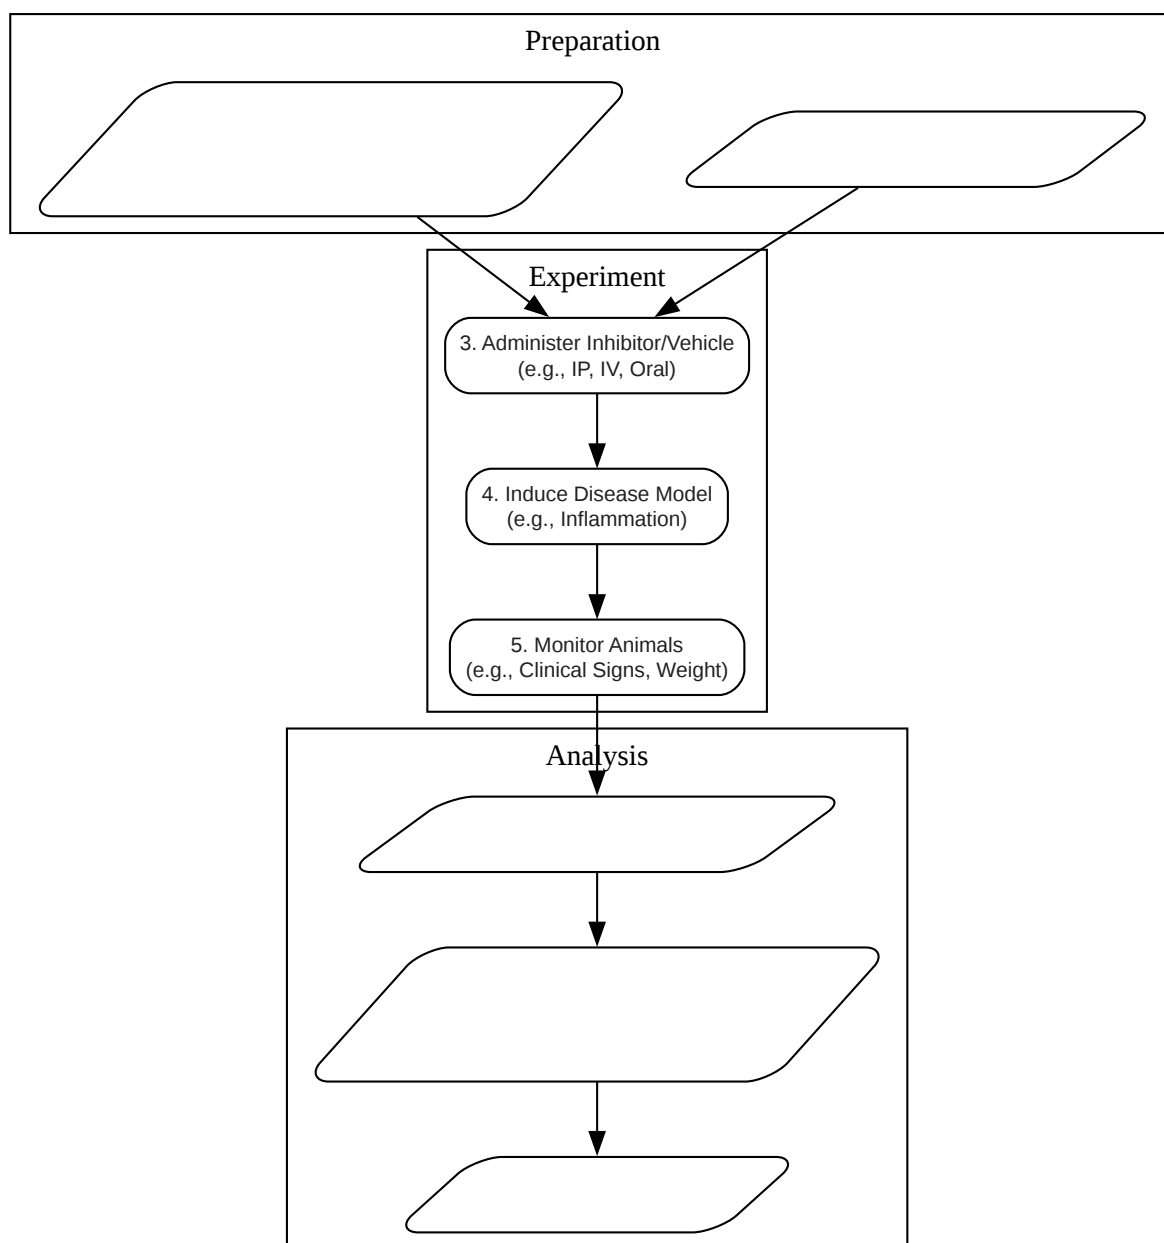 Preparation
Experiment
3. Administer Inhibitor/Vehicle
(e.g., IP, IV, Oral)
4. Induce Disease Model
(e.g., Inflammation)
5. Monitor Animals
(e.g., Clinical Signs, Weight)
Analysis